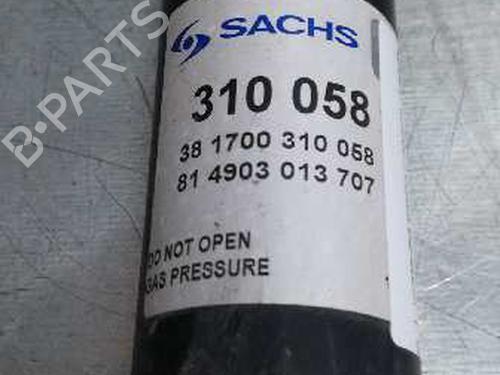 SACHS
310 058
38 1700 310 058
81 4903 013 707
DO NOT OPEN
GAS PRESSURE
B-PARTS